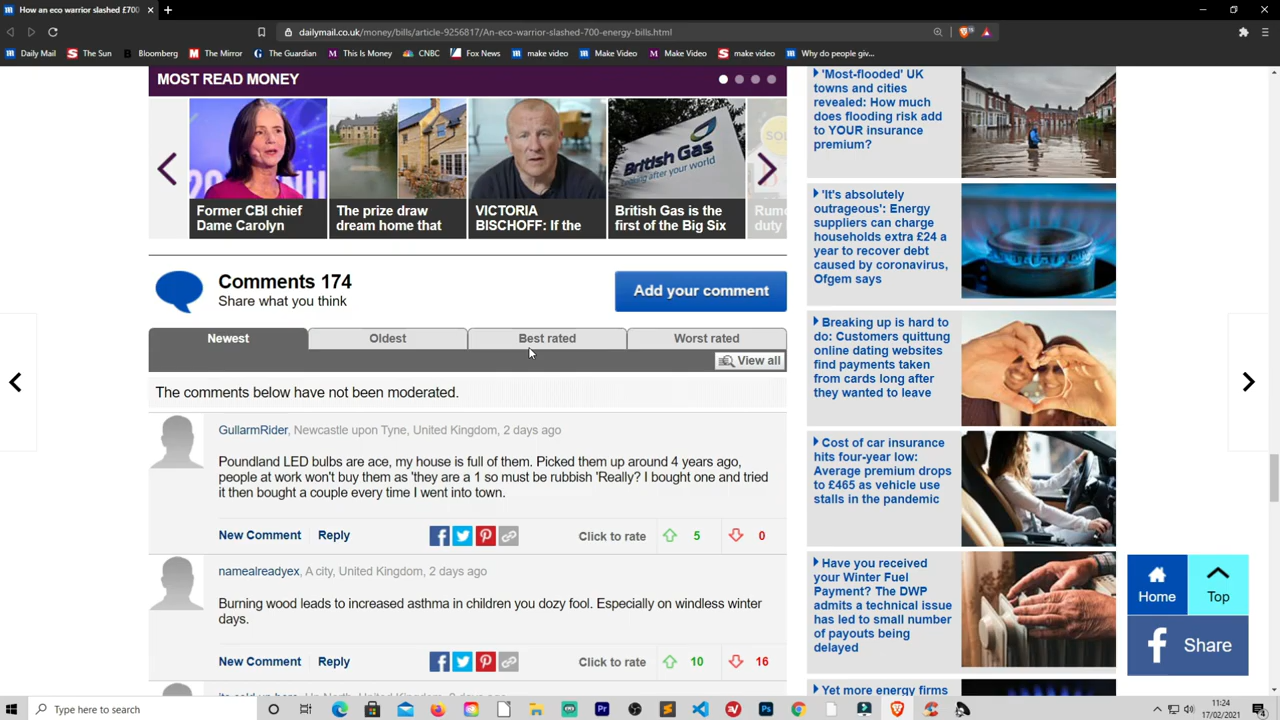 How an eco warrior slashed £700
dailymail.co.uk/money/bills/article-9256817/An-eco-warrior-slashed-700-energy-bills.html
Daily Mail
The Sun
Bloomberg
The Mirror
The Guardian
This Is Money
CNBC
Fox News
make video
Make Video
Make Video
make video
Why do people giv...
MOST READ MONEY
British Gas
looking after your world
Former CBI chief
Dame Carolyn
The prize draw
dream home that
VICTORIA
BISCHOFF: If the
British Gas is the
first of the Big Six
Rumo
duty
Comments 174
Share what you think
Add your comment
Newest
Oldest
Best rated
Worst rated
View all
The comments below have not been moderated.
GullarmRider, Newcastle upon Tyne, United Kingdom, 2 days ago
Poundland LED bulbs are ace, my house is full of them. Picked them up around 4 years ago,
people at work won't buy them as 'they are a 1 so must be rubbish 'Really? I bought one and tried
it then bought a couple every time I went into town.
New Comment
Reply
Click to rate
5
0
namealreadyex, A city, United Kingdom, 2 days ago
Burning wood leads to increased asthma in children you dozy fool. Especially on windless winter
days.
New Comment
Reply
Click to rate
10
16
'Most-flooded' UK
towns and cities
revealed: How much
does flooding risk add
to YOUR insurance
premium?
'It's absolutely
outrageous': Energy
suppliers can charge
households extra £24 a
year to recover debt
caused by coronavirus,
Ofgem says
Breaking up is hard to
do: Customers quittung
online dating websites
find payments taken
from cards long after
they wanted to leave
Cost of car insurance
hits four-year low:
Average premium drops
to £465 as vehicle use
stalls in the pandemic
Have you received
your Winter Fuel
Payment? The DWP
admits a technical issue
has led to small number
of payouts being
delayed
Yet more energy firms
Home
Top
Share
Type here to search
11:24
17/02/2021